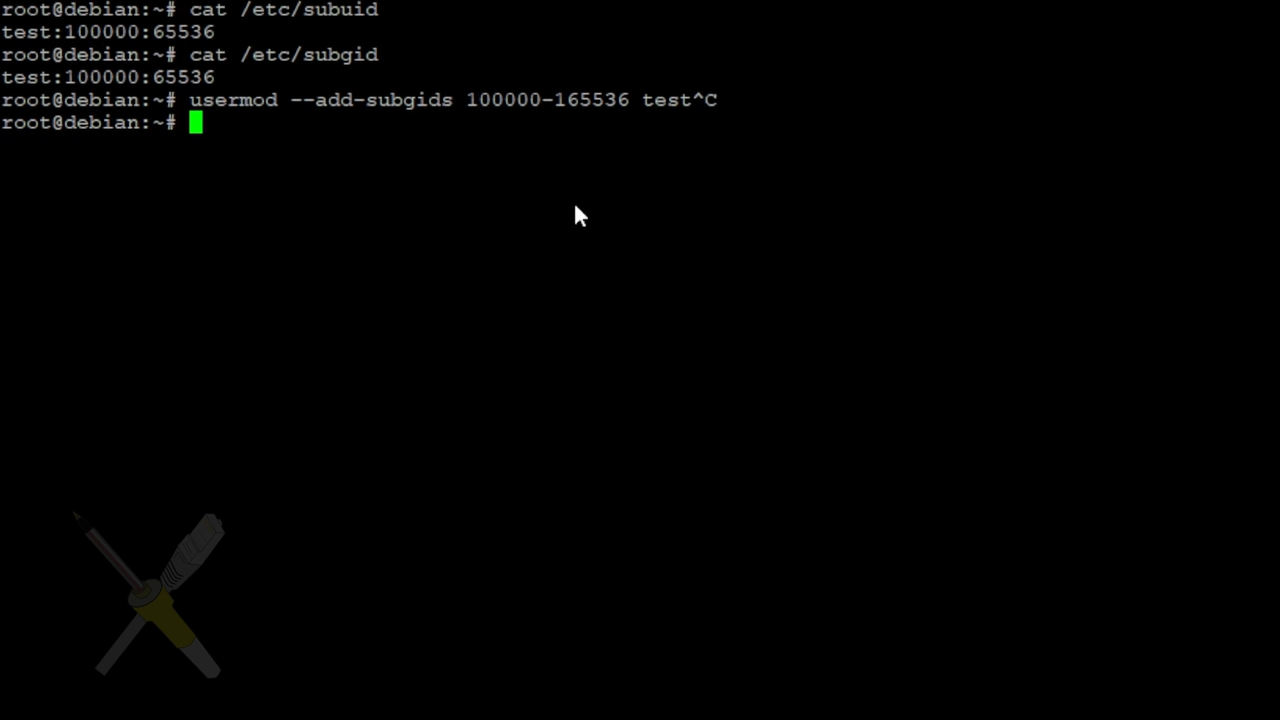 root@debian:~# cat /etc/subuid
test:100000:65536
root@debian:~# cat /etc/subgid
test:100000:65536
root@debian:~# usermod --add-subgids 100000-165536 test^C
root@debian:~#